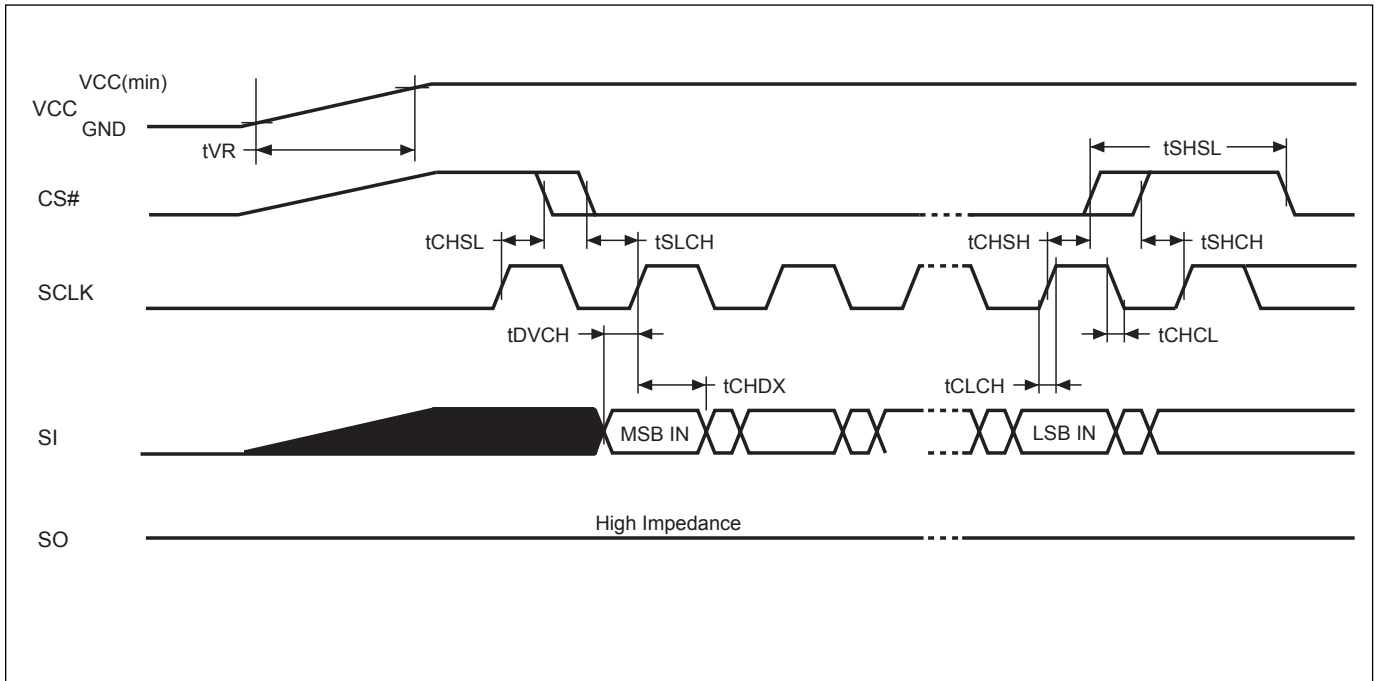 VCC(min)
VCC
GND
tVR
tSHSL
CS#
tCHSL
tSLCH
tCHSH
tSHCH
SCLK
tDVCH
tCHCL
tCHDX
tCLCH
SI
MSB IN
LSB IN
High Impedance
SO